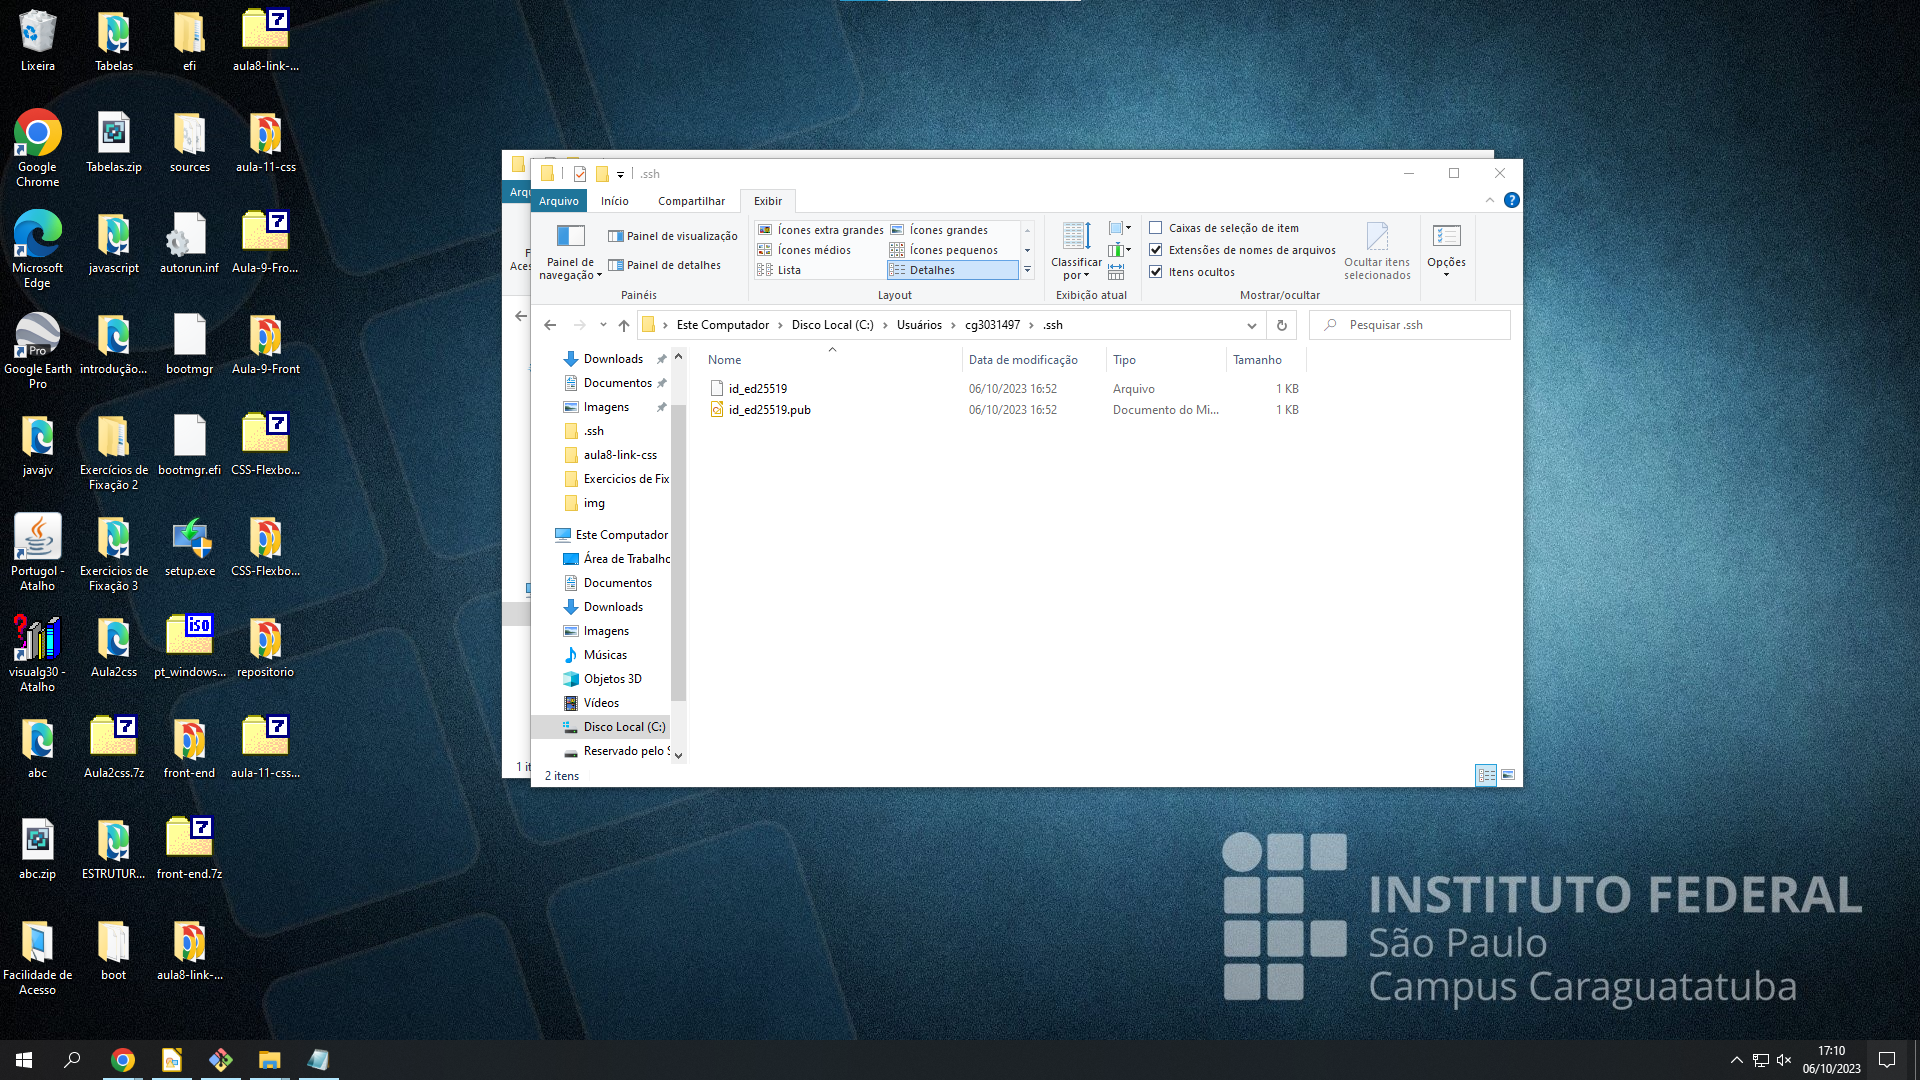 Lixeira
Tabelas
efi
aula8-link-...
Google Chrome
Tabelas.zip
sources
aula-11-css
Microsoft Edge
javascript
autorun.inf
Aula-9-Fro...
Pro
Google Earth Pro
introdução...
bootmgr
Aula-9-Front
javajv
Exercícios de Fixação 2
bootmgr.efi
CSS-Flexbo...
Portugol - Atalho
Exercicios de Fixação 3
setup.exe
CSS-Flexbo...
visualg30 - Atalho
Aula2css
iso
pt_windows...
repositorio
abc
Aula2css.7z
front-end
aula-11-css...
abc.zip
ESTRUTUR...
front-end.7z
Facilidade de Acesso
boot
aula8-link-...
.ssh
Arquivo
Início
Compartilhar
Exibir
Painel de navegação
Painel de visualização
Painel de detalhes
Painéis
Ícones extra grandes
Ícones grandes
Ícones médios
Ícones pequenos
Lista
Detalhes
Layout
Classificar por
Exibição atual
Caixas de seleção de item
Extensões de nomes de arquivos
Itens ocultos
Ocultar itens selecionados
Mostrar/ocultar
Opções
Este Computador > Disco Local (C:) > Usuários > cg3031497 > .ssh
Pesquisar .ssh
Downloads
Documentos
Imagens
.ssh
aula8-link-css
Exercicios de Fix
img
Este Computador
Área de Trabalho
Documentos
Downloads
Imagens
Músicas
Objetos 3D
Vídeos
Disco Local (C:)
Reservado pelo S
Nome Data de modificação Tipo Tamanho
id_ed25519 06/10/2023 16:52 Arquivo 1 KB
id_ed25519.pub 06/10/2023 16:52 Documento do Mi... 1 KB
2 itens
INSTITUTO FEDERAL
São Paulo
Campus Caraguatatuba
17:10
06/10/2023